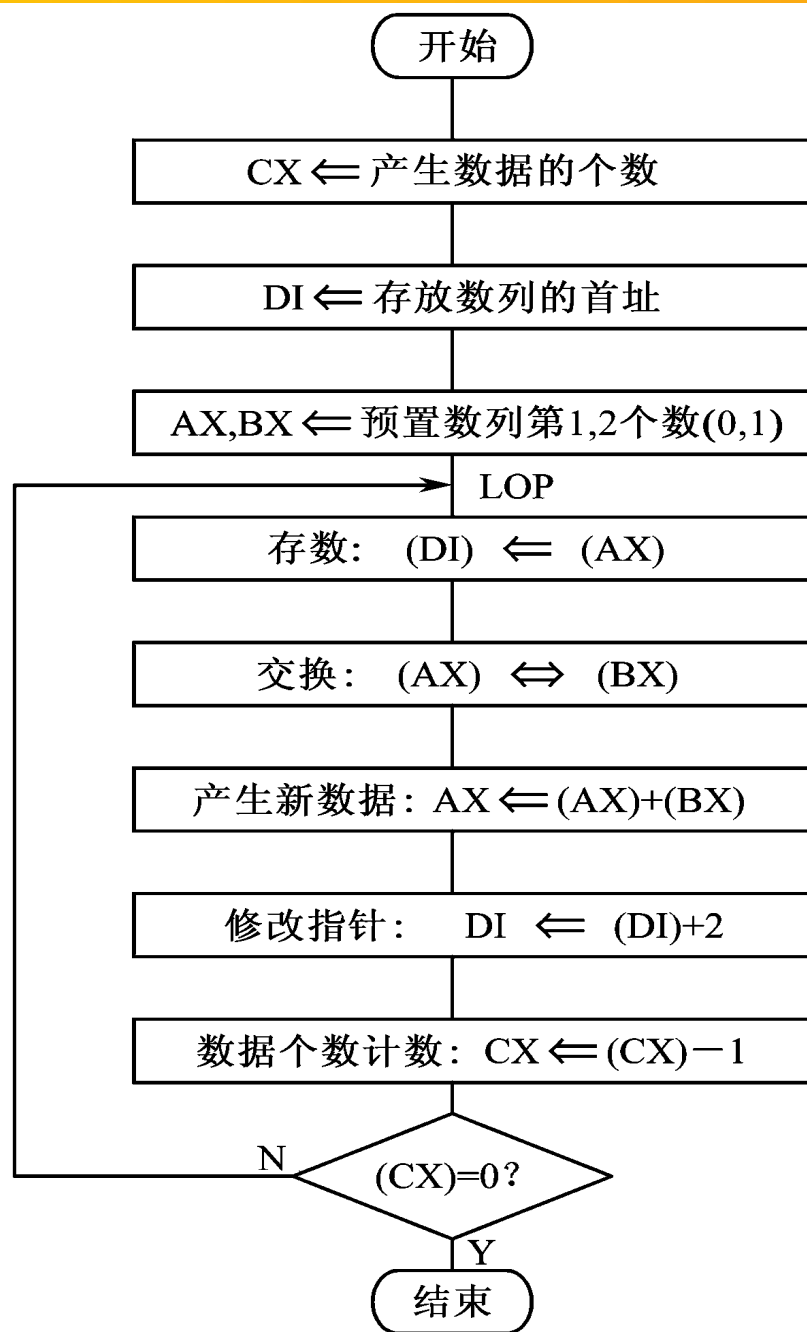 开始
CX⇐产生数据的个数
DI⇐存放数列的首址
AX,BX⇐预置数列第1,2个数(0,1)
LOP
存数: (DI) ⇐ (AX)
交换: (AX) ⇔ (BX)
产生新数据: AX⇐(AX)+(BX)
修改指针: DI ⇐ (DI)+2
数据个数计数: CX⇐(CX)−1
N
(CX)=0?
Y
结束